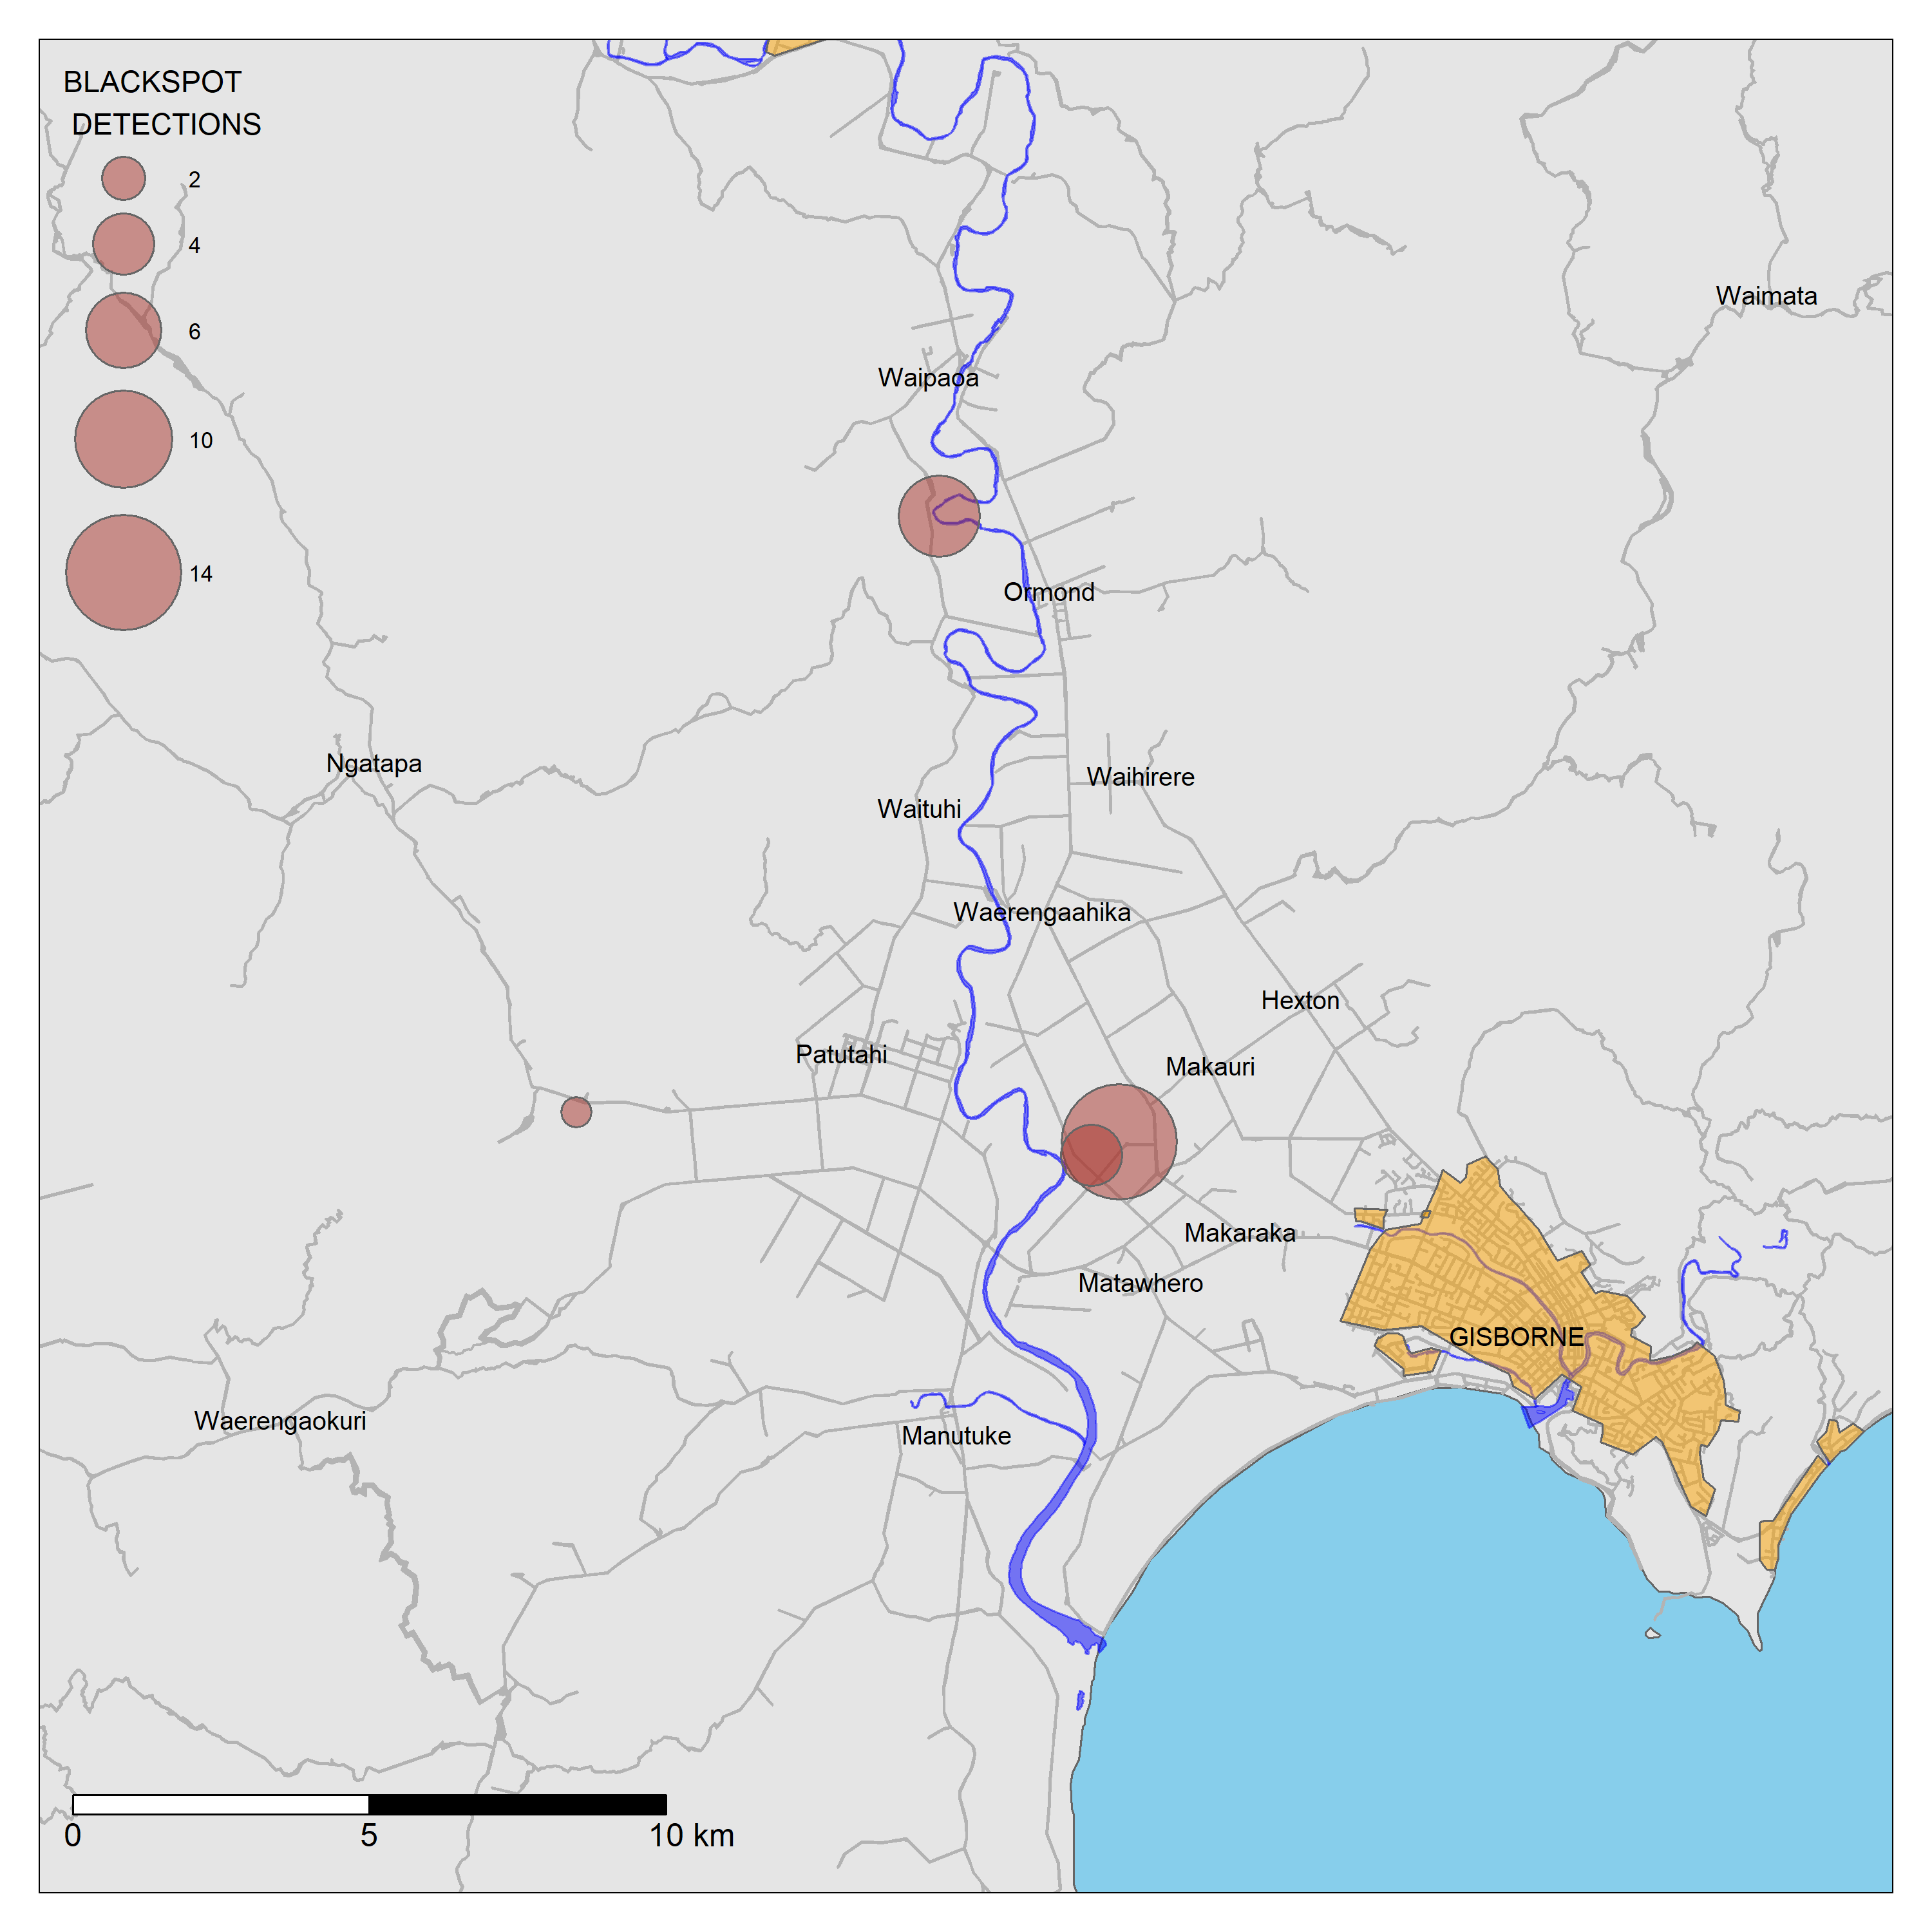 BLACKSPOT
DETECTIONS
2
4
6
10
14
Waimata
Waipaoa
Ormond
Ngatapa
Waihirere
Waituhi
Waerengaahika
Hexton
Patutahi
Makauri
Makaraka
Matawhero
GISBORNE
Waerengaokuri
Manutuke
0 5 10 km